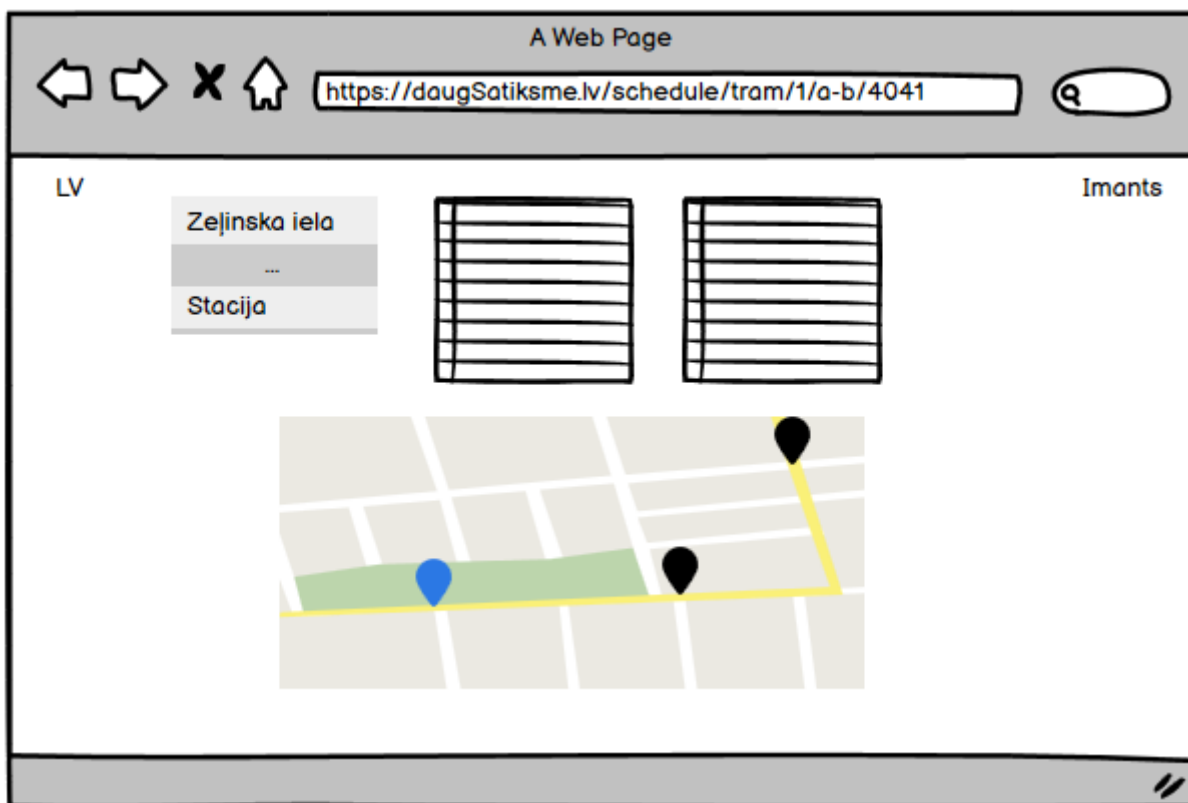 A Web Page
https://daugSatiksme.lv/schedule/tram/1/a-b/4041
LV
Imants
Zeļinska iela
....
Stacija